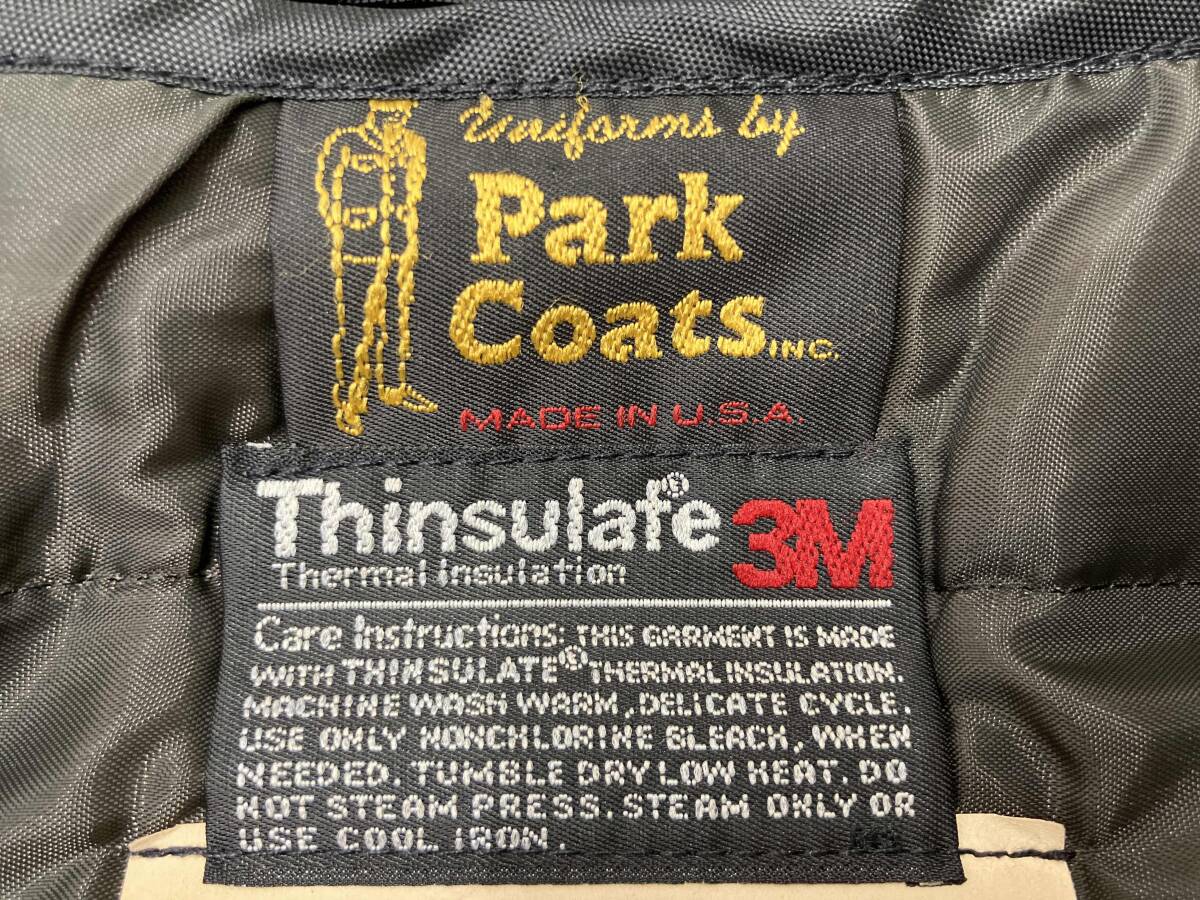 Uniforms by
Park
Coats INC.
MADE IN U.S.A.
Thinsulate® 3M
Thermal Insulation
Care Instructions: THIS GARMENT IS MADE
WITH THINSULATE® THERMAL INSULATION.
MACHINE WASH WARM, DELICATE CYCLE.
USE ONLY NONCHLORINE BLEACH, WHEN
NEEDED. TUMBLE DRY LOW HEAT. DO
NOT STEAM PRESS. STEAM ONLY OR
USE COOL IRON.